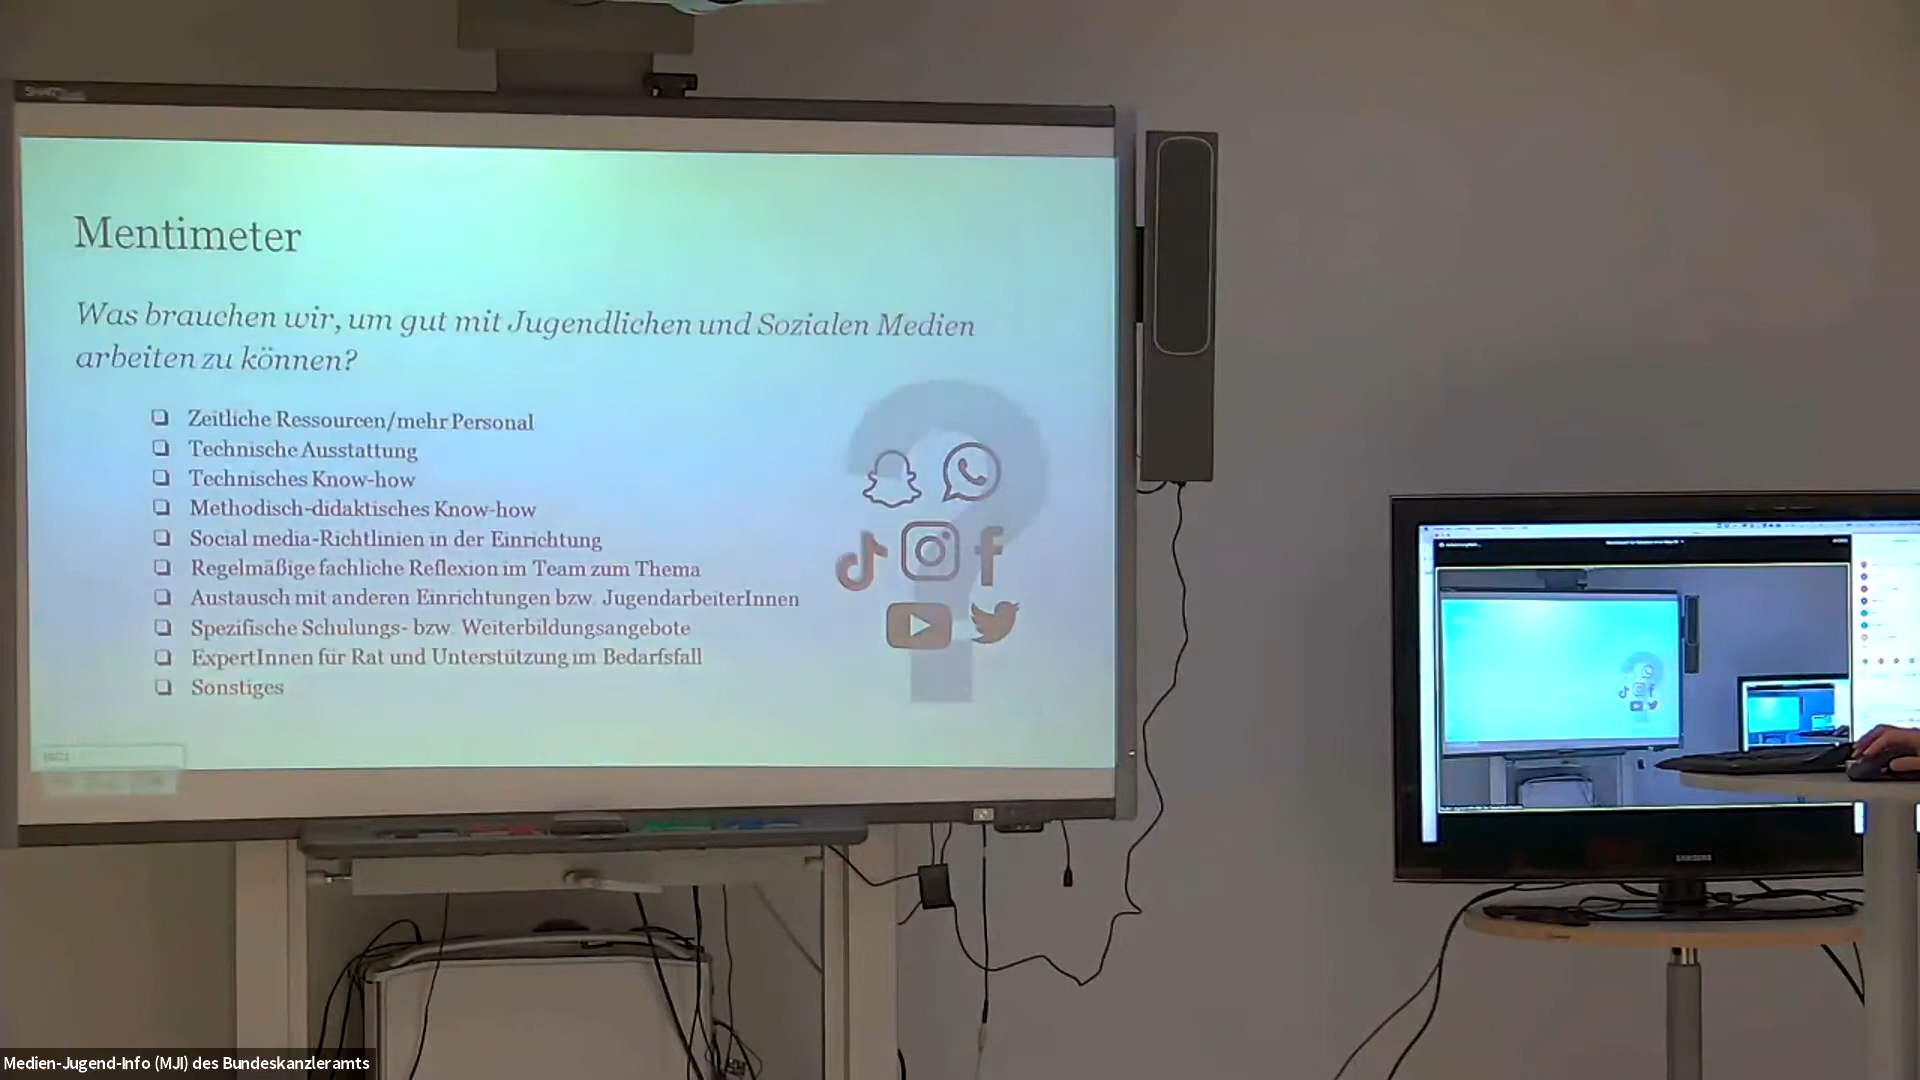 Mentimeter
Was brauchen wir, um gut mit Jugendlichen und Sozialen Medien
arbeiten zu können?
❏ Zeitliche Ressourcen/mehr Personal
❏ Technische Ausstattung
❏ Technisches Know-how
❏ Methodisch-didaktisches Know-how
❏ Social media-Richtlinien in der Einrichtung
❏ Regelmäßige fachliche Reflexion im Team zum Thema
❏ Austausch mit anderen Einrichtungen bzw. JugendarbeiterInnen
❏ Spezifische Schulungs- bzw. Weiterbildungsangebote
❏ ExpertInnen für Rat und Unterstützung im Bedarfsfall
❏ Sonstiges
SAMSUNG
Medien-Jugend-Info (MJI) des Bundeskanzleramts